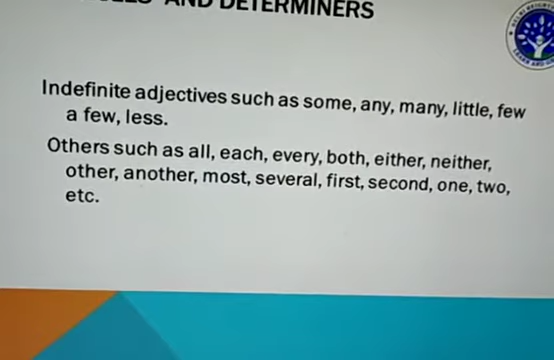 AND DETERMINERS
Indefinite adjectives such as some, any, many, little, few
a few, less.
Others such as all, each, every, both, either, neither,
other, another, most, several, first, second, one, two,
etc.